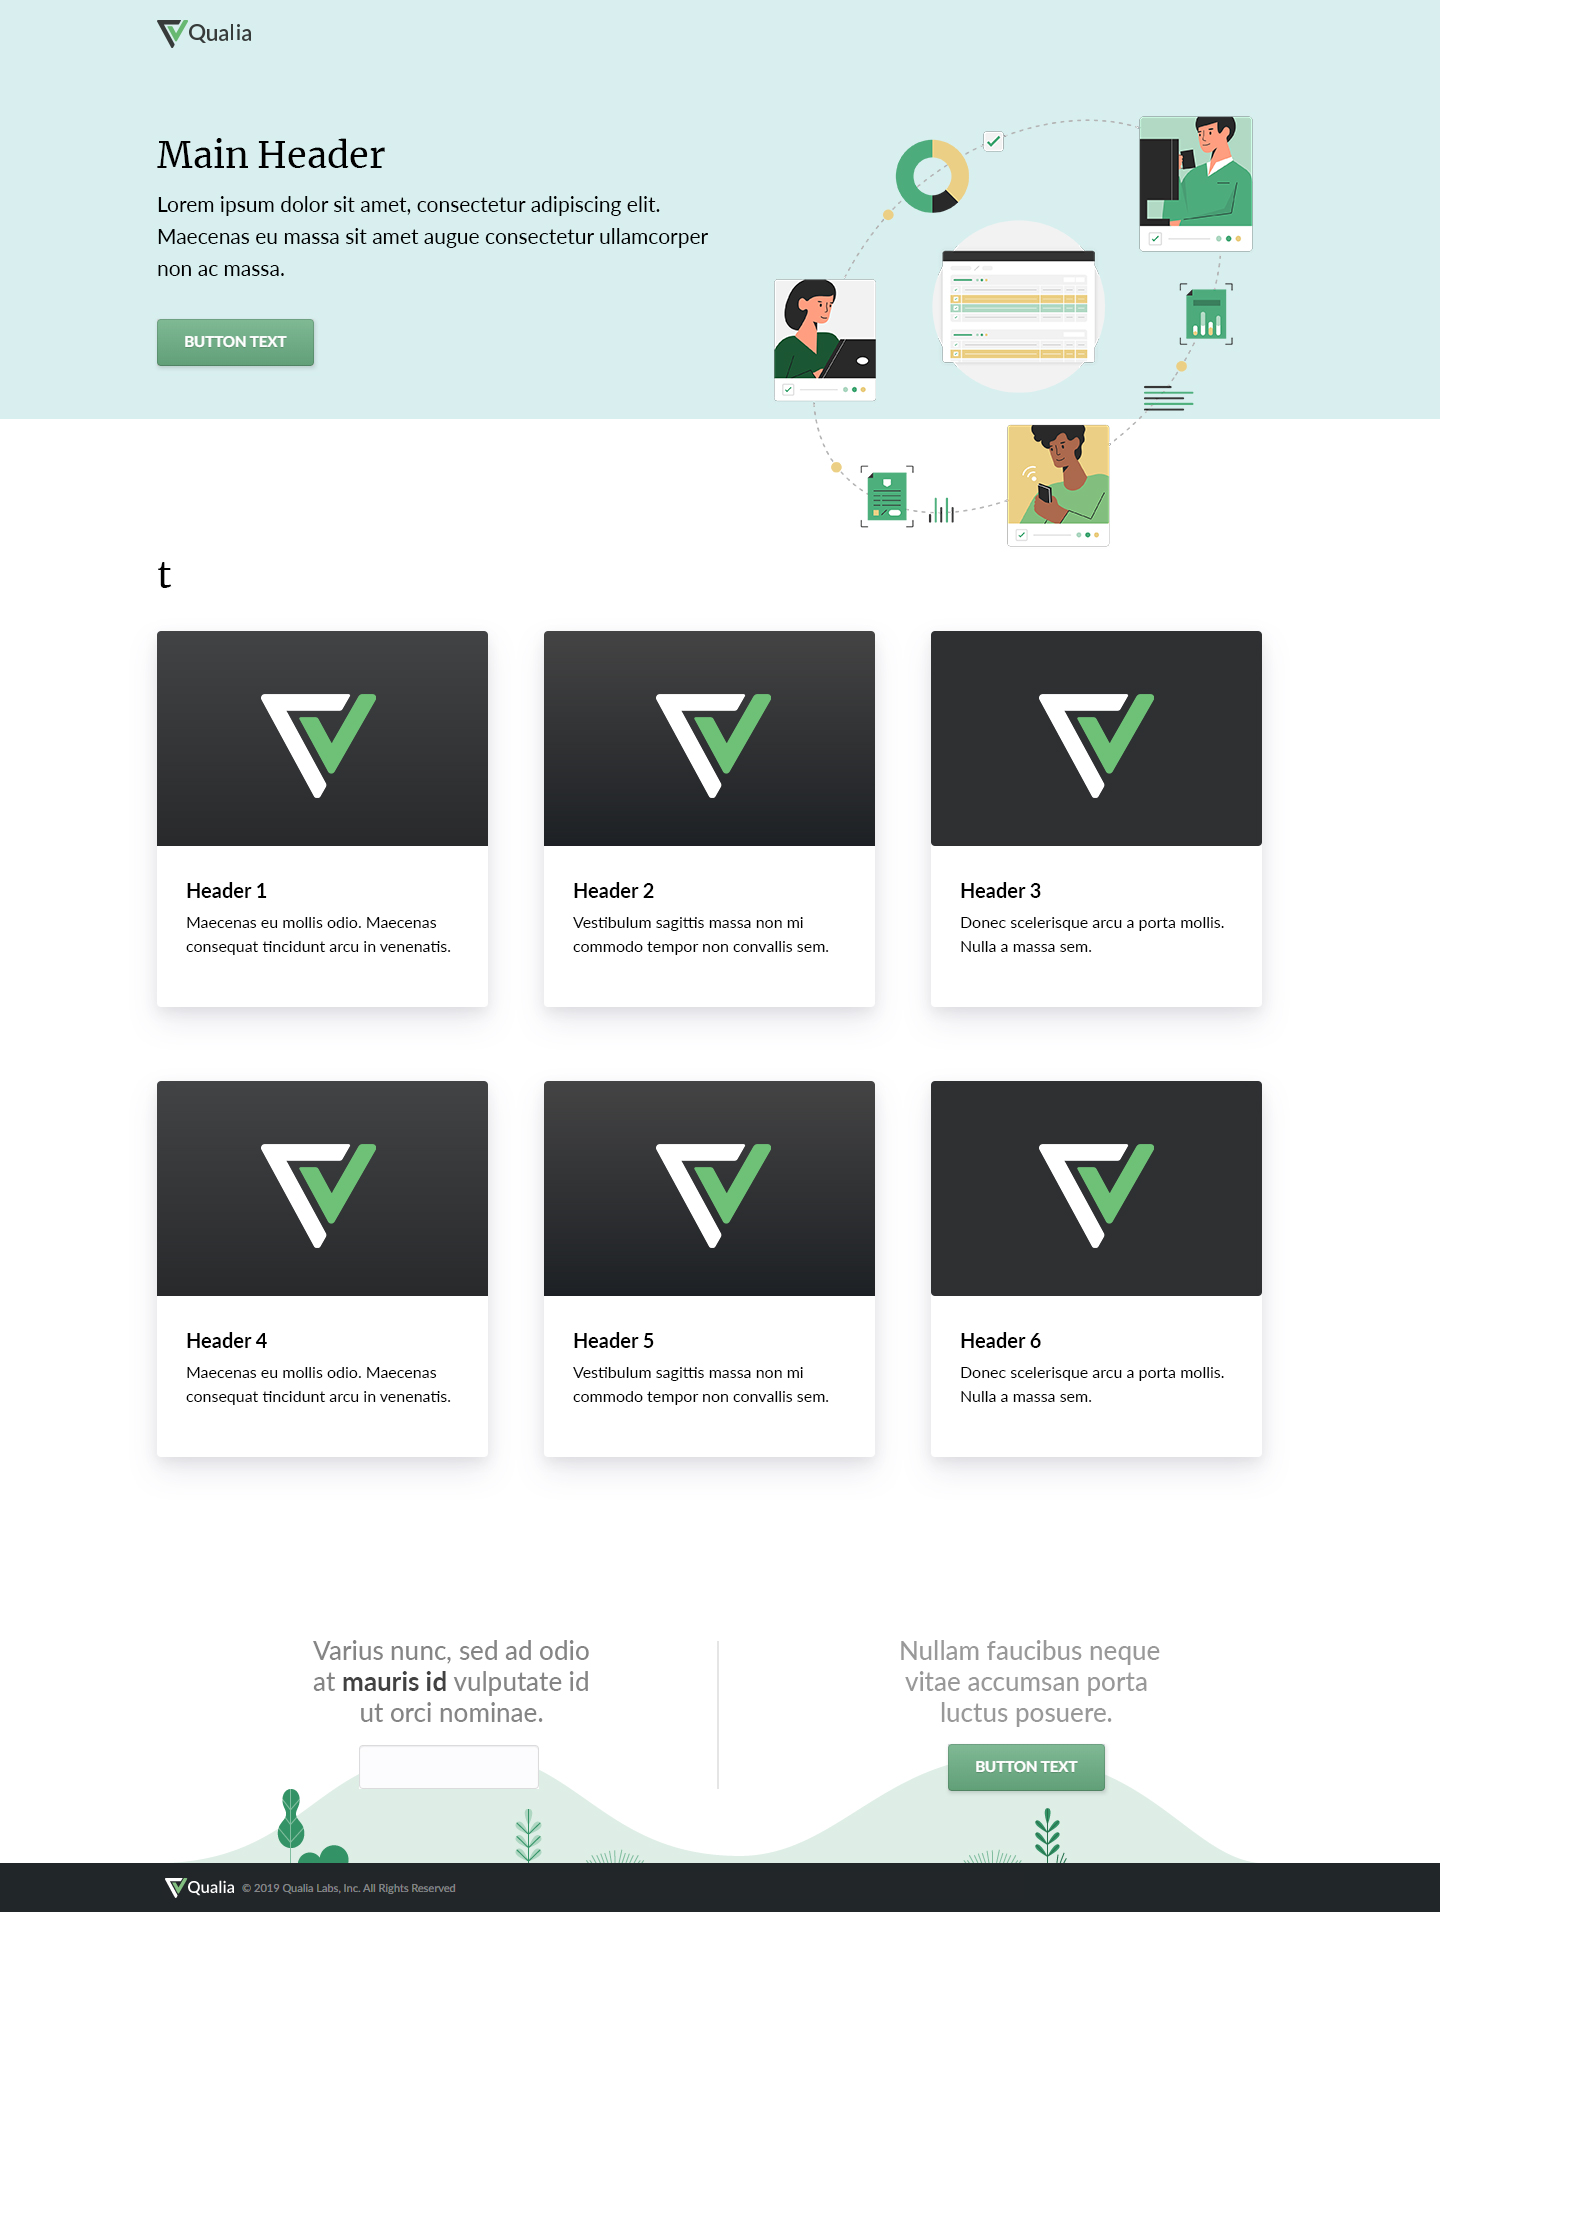 Qualia
Main Header
Lorem ipsum dolor sit amet, consectetur adipiscing elit.
Maecenas eu massa sit amet augue consectetur ullamcorper
non ac massa.
BUTTON TEXT
t
Header 1
Maecenas eu mollis odio. Maecenas
consequat tincidunt arcu in venenatis.
Header 2
Vestibulum sagittis massa non mi
commodo tempor non convallis sem.
Header 3
Donec scelerisque arcu a porta mollis.
Nulla a massa sem.
Header 4
Maecenas eu mollis odio. Maecenas
consequat tincidunt arcu in venenatis.
Header 5
Vestibulum sagittis massa non mi
commodo tempor non convallis sem.
Header 6
Donec scelerisque arcu a porta mollis.
Nulla a massa sem.
Varius nunc, sed ad odio
at mauris id vulputate id
ut orci nominae.
Nullam faucibus neque
vitae accumsan porta
luctus posuere.
BUTTON TEXT
Qualia © 2019 Qualia Labs, Inc. All Rights Reserved